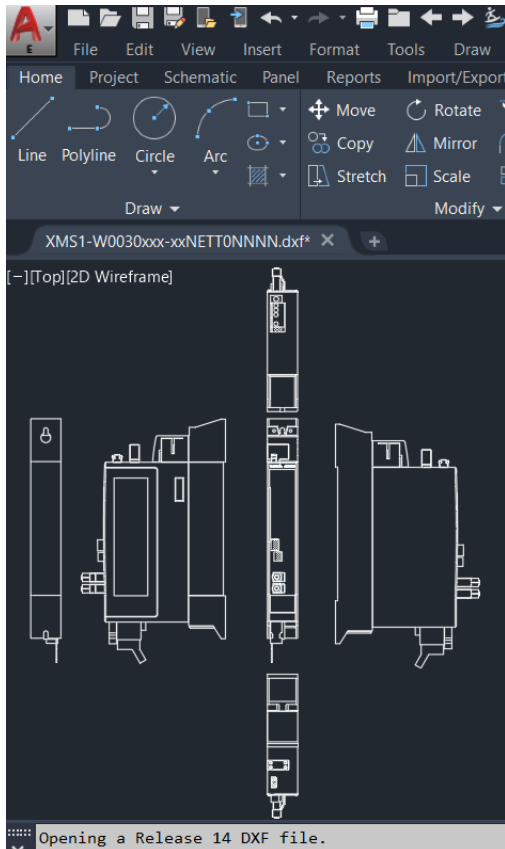 A
E
File Edit View Insert Format Tools Draw
Home Project Schematic Panel Reports Import/Export
Line Polyline Circle Arc
Move Rotate
Copy Mirror
Stretch Scale
Draw Modify
XMS1-W0030xxx-xxNETT0NNNN.dxf*
[−][Top][2D Wireframe]
Opening a Release 14 DXF file.